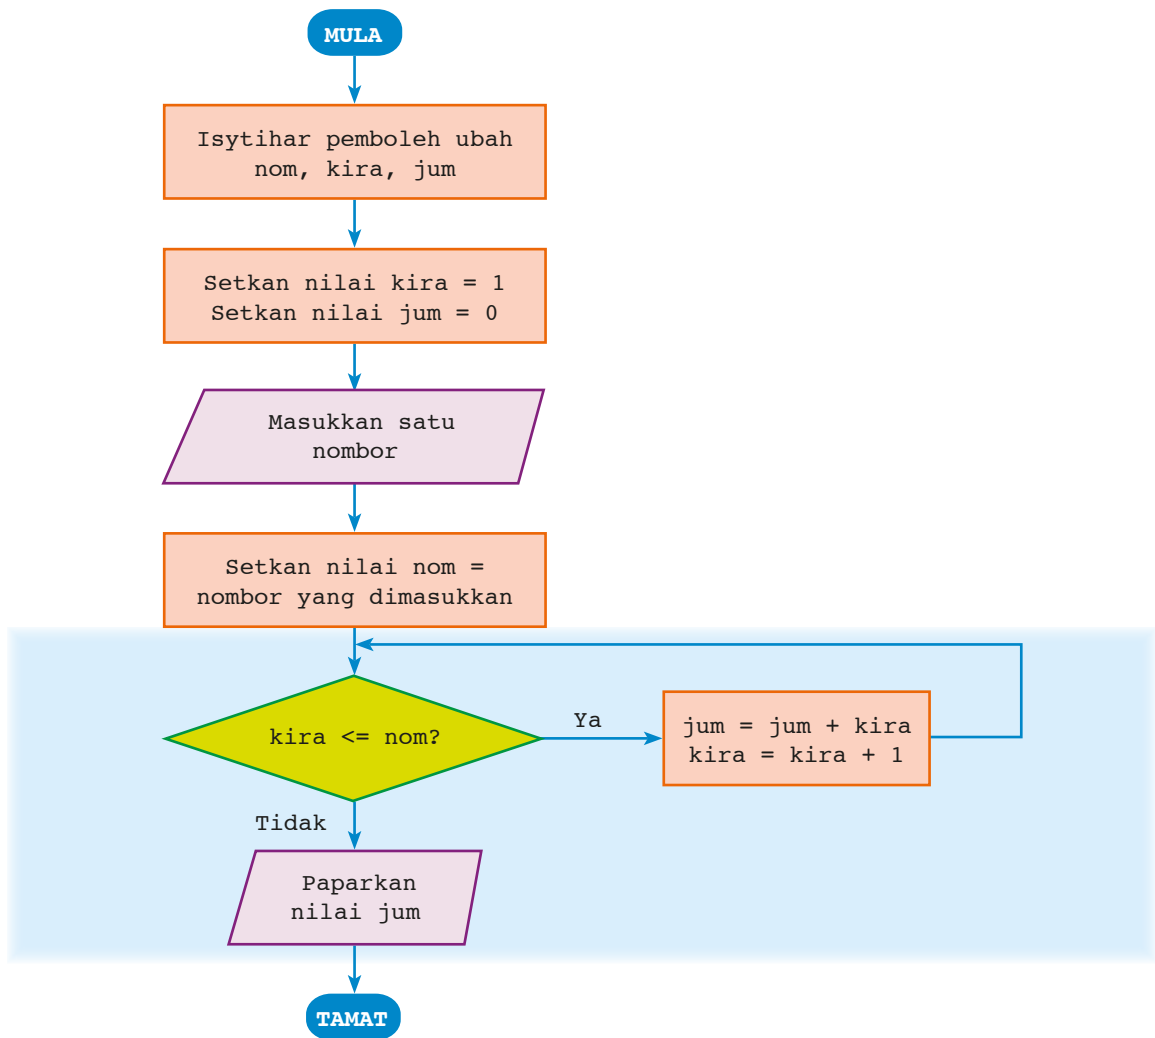 MULA
Isytihar pemboleh ubah
nom, kira, jum
Setkan nilai kira = 1
Setkan nilai jum = 0
Masukkan satu
nombor
Setkan nilai nom =
nombor yang dimasukkan
kira <= nom?
Ya
jum = jum + kira
kira = kira + 1
Tidak
Paparkan
nilai jum
TAMAT